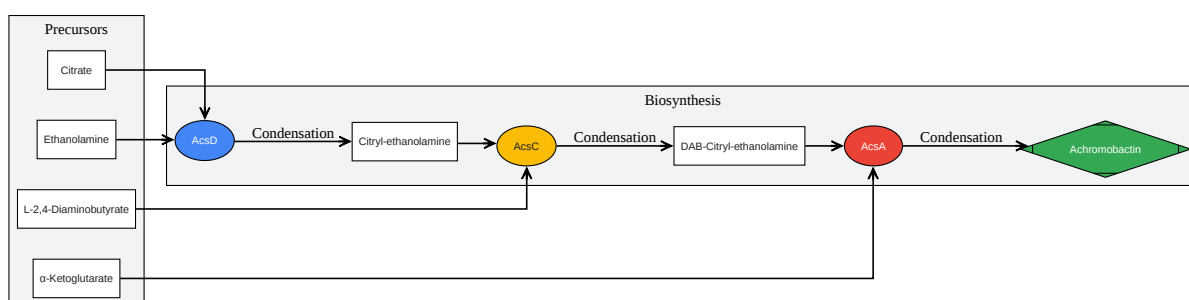 Precursors
Citrate
Biosynthesis
Ethanolamine
AcsD
Condensation
Citryl-ethanolamine
AcsC
Condensation
DAB-Citryl-ethanolamine
AcsA
Condensation
Achromobactin
L-2,4-Diaminobutyrate
α-Ketoglutarate